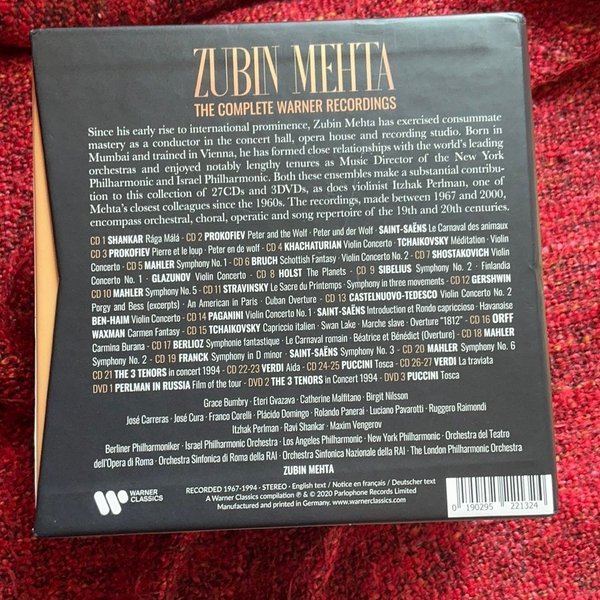 ZUBIN MEHTA
THE COMPLETE WARNER RECORDINGS
Since his early rise to international prominence, Zubin Mehta has exercised consummate
mastery as a conductor in the concert hall, opera house and recording studio. Born in
Mumbai and trained in Vienna, he has formed close relationships with the world's leading
orchestras and enjoyed notably lengthy tenures as Music Director of the New York
Philharmonic and Israel Philharmonic. Both these ensembles make a substantial contribu-
tion to this collection of 27CDs and 3DVDs, as does violinist Itzhak Perlman, one of
Mehta's closest colleagues since the 1960s. The recordings, made between 1967 and 2000,
encompass orchestral, choral, operatic and song repertoire of the 19th and 20th centuries.
CD 1 SHANKAR Rāga Mālā · CD 2 PROKOFIEV Peter and the Wolf · Peter und der Wolf · SAINT-SAËNS Le Carnaval des animaux
CD 3 PROKOFIEV Pierre et le loup · Peter en de wolf · CD 4 KHACHATURIAN Violin Concerto · TCHAIKOVSKY Méditation · Violin
Concerto · CD 5 MAHLER Symphony No. 1 · CD 6 BRUCH Schottish Fantasy · Violin Concerto No. 2 · CD 7 SHOSTAKOVICH Violin
Concerto No. 1 · GLAZUNOV Violin Concerto · CD 8 HOLST The Planets · CD 9 SIBELIUS Symphony No. 2 · Finlandia
CD 10 MAHLER Symphony No. 5 · CD 11 STRAVINSKY Le Sacre du Printemps · Symphony in three movements · CD 12 GERSHWIN
Porgy and Bess (excerpts) · An American in Paris · Cuban Overture · CD 13 CASTELNUOVO-TEDESCO Violin Concerto No. 2
BEN-HAIM Violin Concerto · CD 14 PAGANINI Violin Concerto No. 1 · SAINT-SAËNS Introduction et Rondo capriccioso · Havanaise
WAXMAN Carmen Fantasy · CD 15 TCHAIKOVSKY Capriccio italien · Swan Lake · Marche slave · Overture "1812" · CD 16 ORFF
Carmina Burana · CD 17 BERLIOZ Symphonie fantastique · Le Carnaval romain · Béatrice et Bénédict (Overture) · CD 18 MAHLER
Symphony No. 2 · CD 19 FRANCK Symphony in D minor · SAINT-SAËNS Symphony No. 3 · CD 20 MAHLER Symphony No. 6
CD 21 THE 3 TENORS in concert 1994 · CD 22-23 VERDI Aida · CD 24-25 PUCCINI Tosca · CD 26-27 VERDI La traviata
DVD 1 PERLMAN IN RUSSIA Film of the tour · DVD 2 THE 3 TENORS in Concert 1994 · DVD 3 PUCCINI Tosca
Grace Bumbry · Eteri Gvazava · Catherine Malfitano · Birgit Nilsson
José Carreras · José Cura · Franco Corelli · Plácido Domingo · Rolando Panerai · Luciano Pavarotti · Ruggero Raimondi
Itzhak Perlman · Ravi Shankar · Maxim Vengerov
Berliner Philharmoniker · Israel Philharmonic Orchestra · Los Angeles Philharmonic · New York Philharmonic · Orchestra del Teatro
dell'Opera di Roma · Orchestra Sinfonica di Roma della RAI · Orchestra Sinfonica Nazionale della RAI · The London Philharmonic Orchestra
ZUBIN MEHTA
WARNER
CLASSICS
RECORDED 1967-1994 · STEREO · English text / Notice en français / Deutscher text
A Warner Classics compilation ℗ & © 2020 Parlophone Records Limited
Manufactured and printed in Germany. www.warnerclassics.com
0 190295 221324